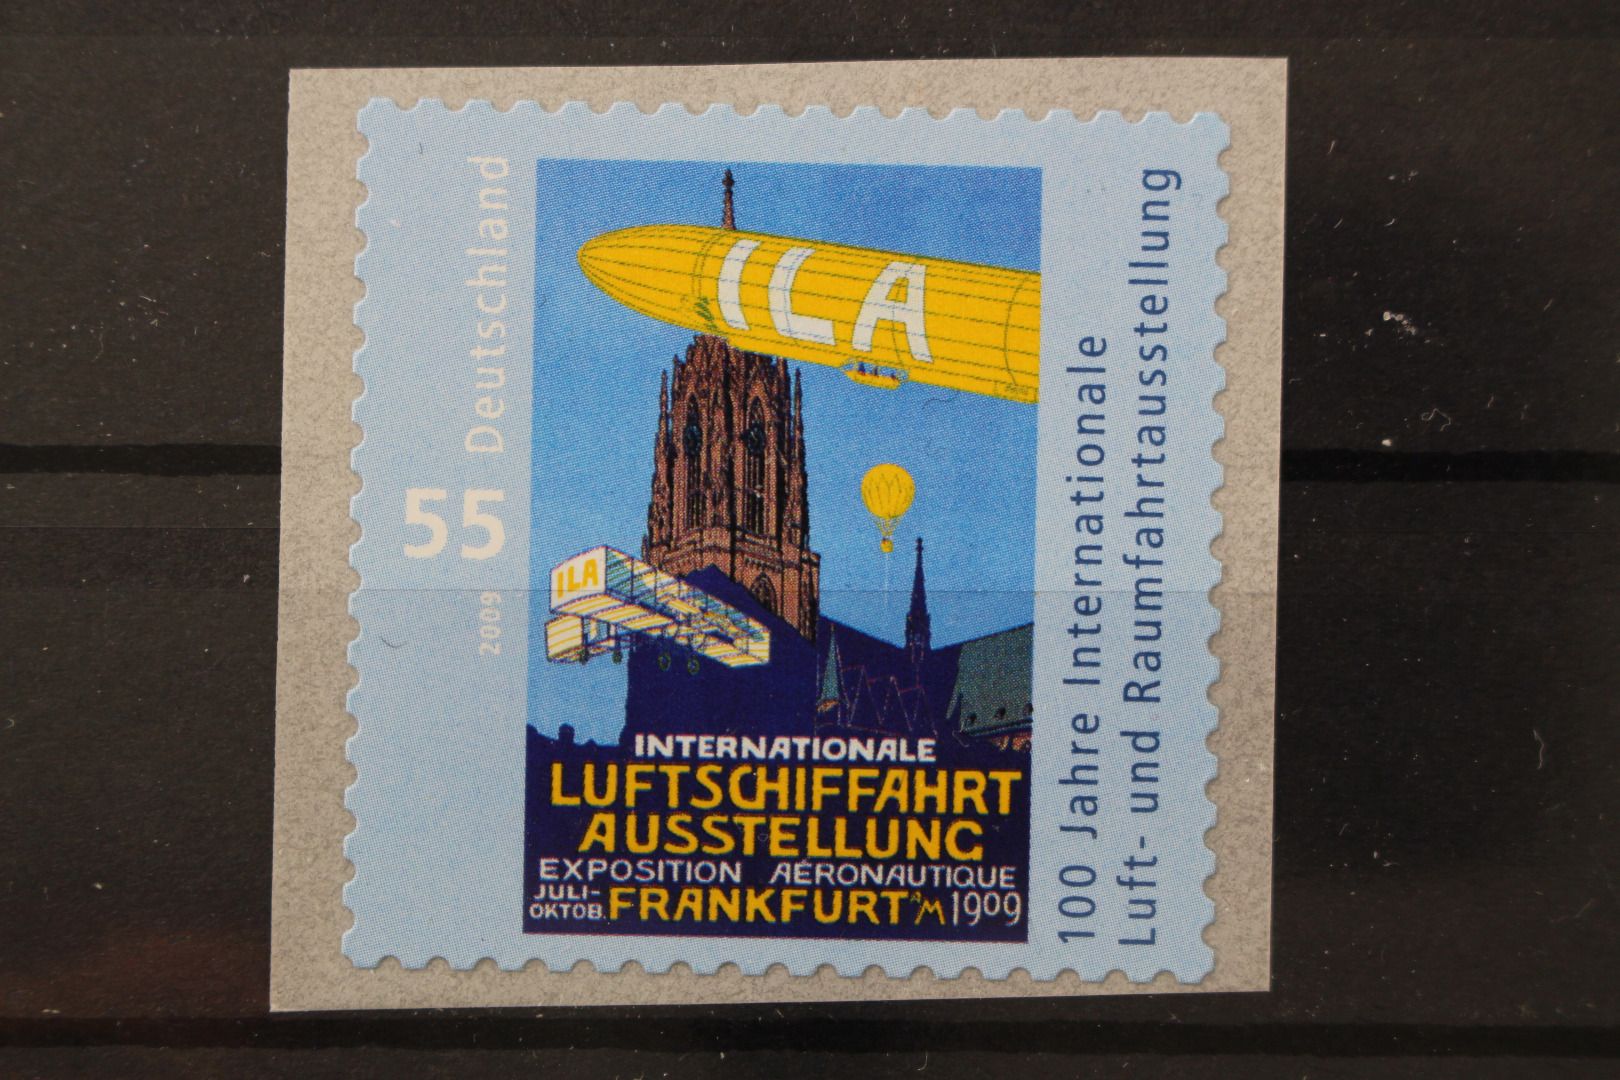 Deutschland
55
2009
ILA
ILA
INTERNATIONALE
LUFTSCHIFFAHRT
AUSSTELLUNG
EXPOSITION AÉRONAUTIQUE
JULI-
OKTOB. FRANKFURT A/M 1909
100 Jahre Internationale
Luft- und Raumfahrtausstellung